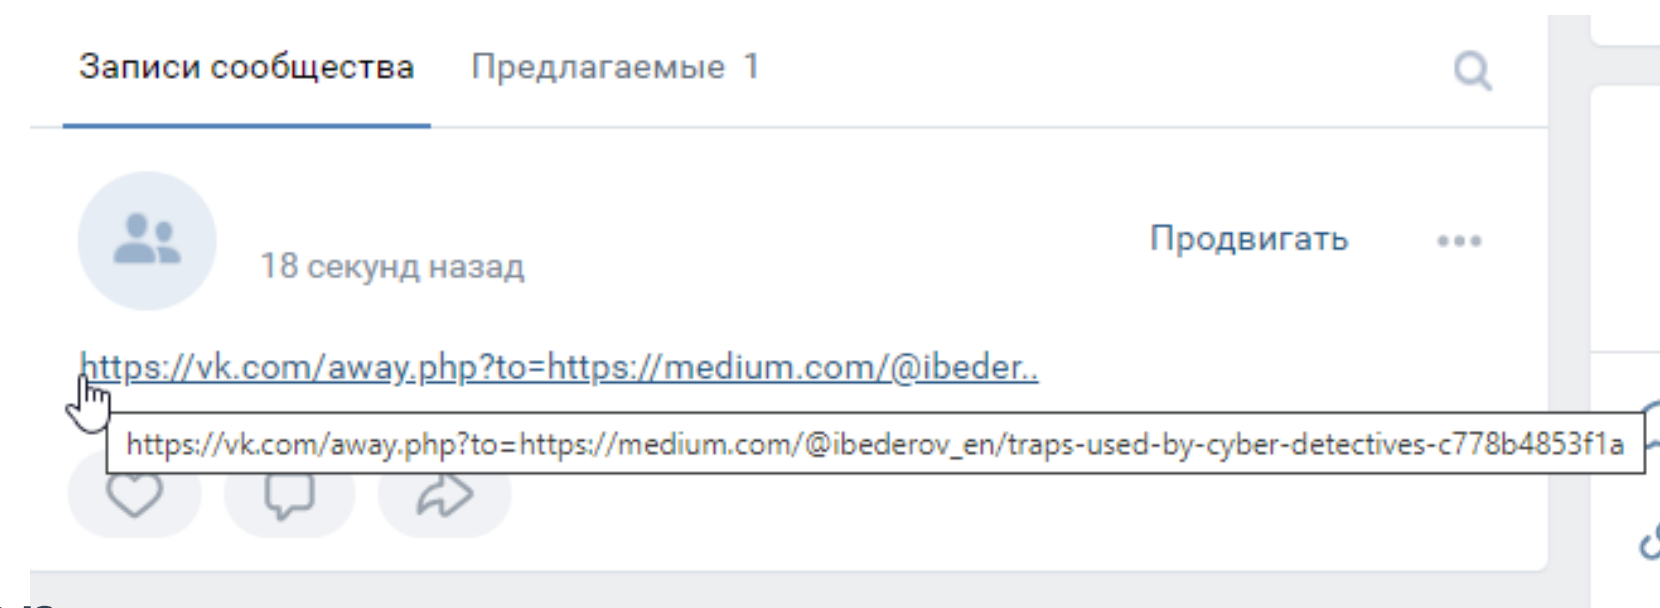 Записи сообщества Предлагаемые 1
Продвигать
18 секунд назад
https://vk.com/away.php?to=https://medium.com/@ibeder..
https://vk.com/away.php?to=https://medium.com/@ibederov_en/traps-used-by-cyber-detectives-c778b4853f1a